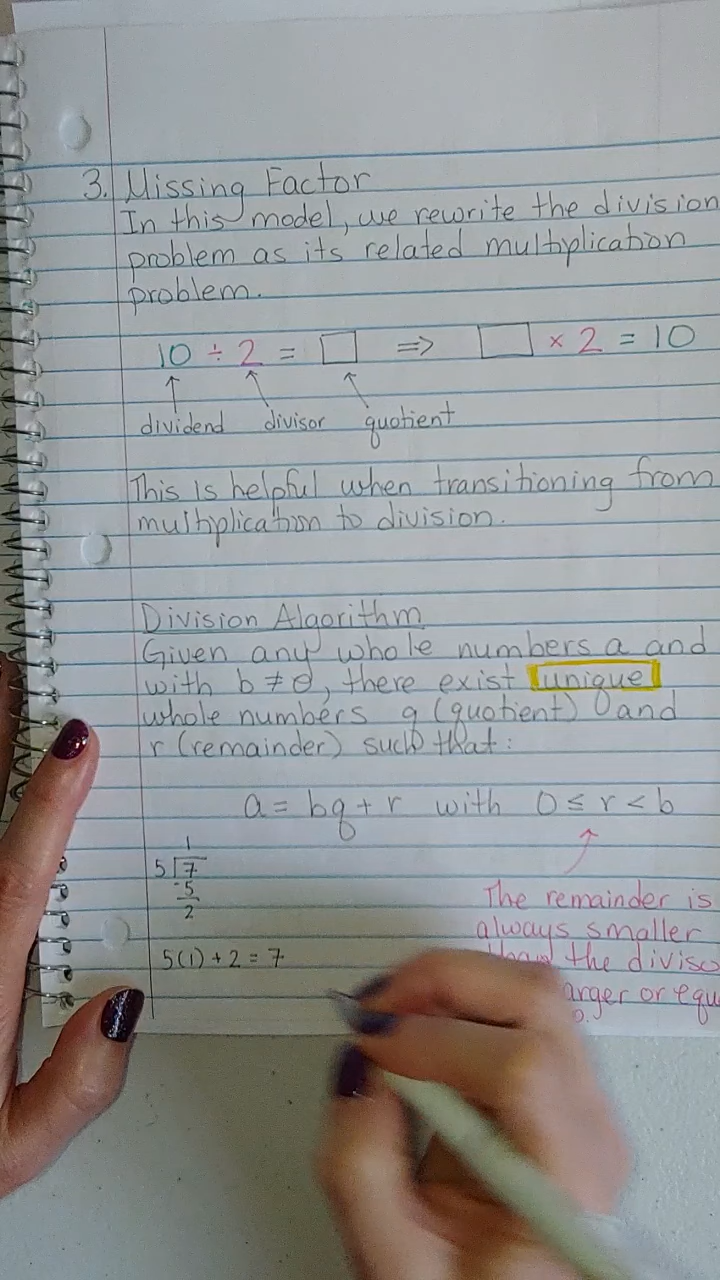 3. Missing Factor
In this model, we rewrite the division
problem as its related multiplication
problem.
10 ÷ 2 = □ ⇒ □ × 2 = 10
dividend divisor quotient
This is helpful when transitioning from
multiplication to division.
Division Algorithm
Given any whole numbers a and
with b ≠ 0, there exist unique
whole numbers q (quotient) and
r (remainder) such that:
a = bq + r with 0 ≤ r < b
1
5 7
-5
2
5(1) + 2 = 7
The remainder is
always smaller
than the diviso
arger or equ